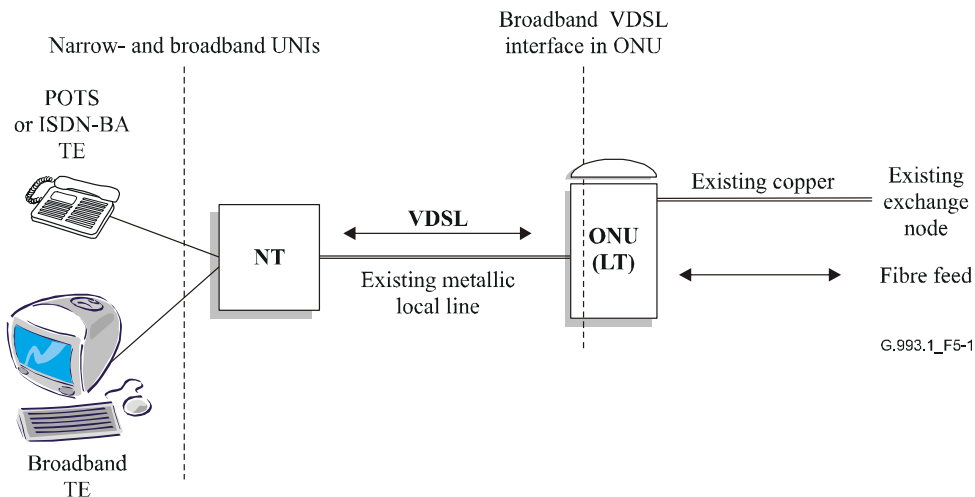 Narrow- and broadband UNIs
Broadband VDSL
interface in ONU
POTS
or ISDN-BA
TE
NT
VDSL
Existing metallic
local line
ONU
(LT)
Existing copper
Existing
exchange
node
Fibre feed
G.993.1_F5-1
Broadband
TE